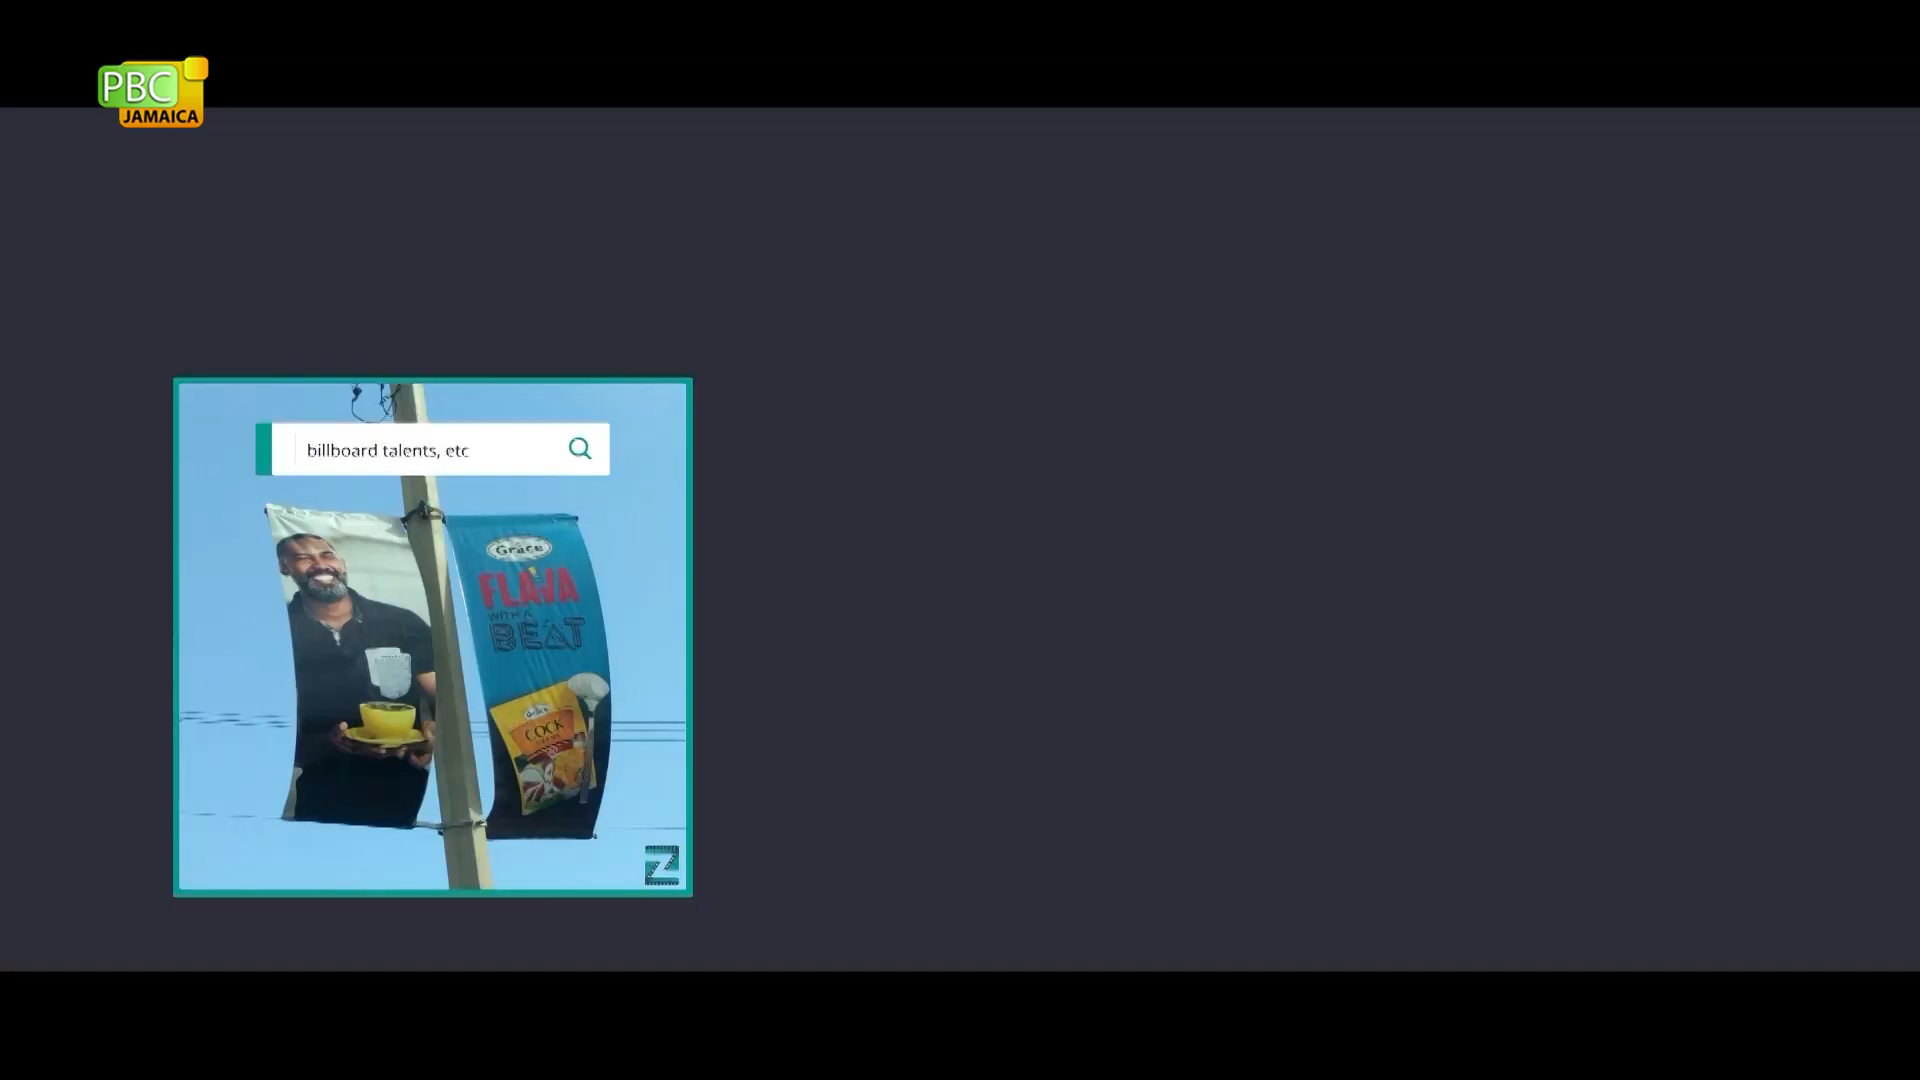 PBC
JAMAICA
billboard talents, etc
Grace
FLAVA
WITH A
BEAT
Grace
COCK
Z